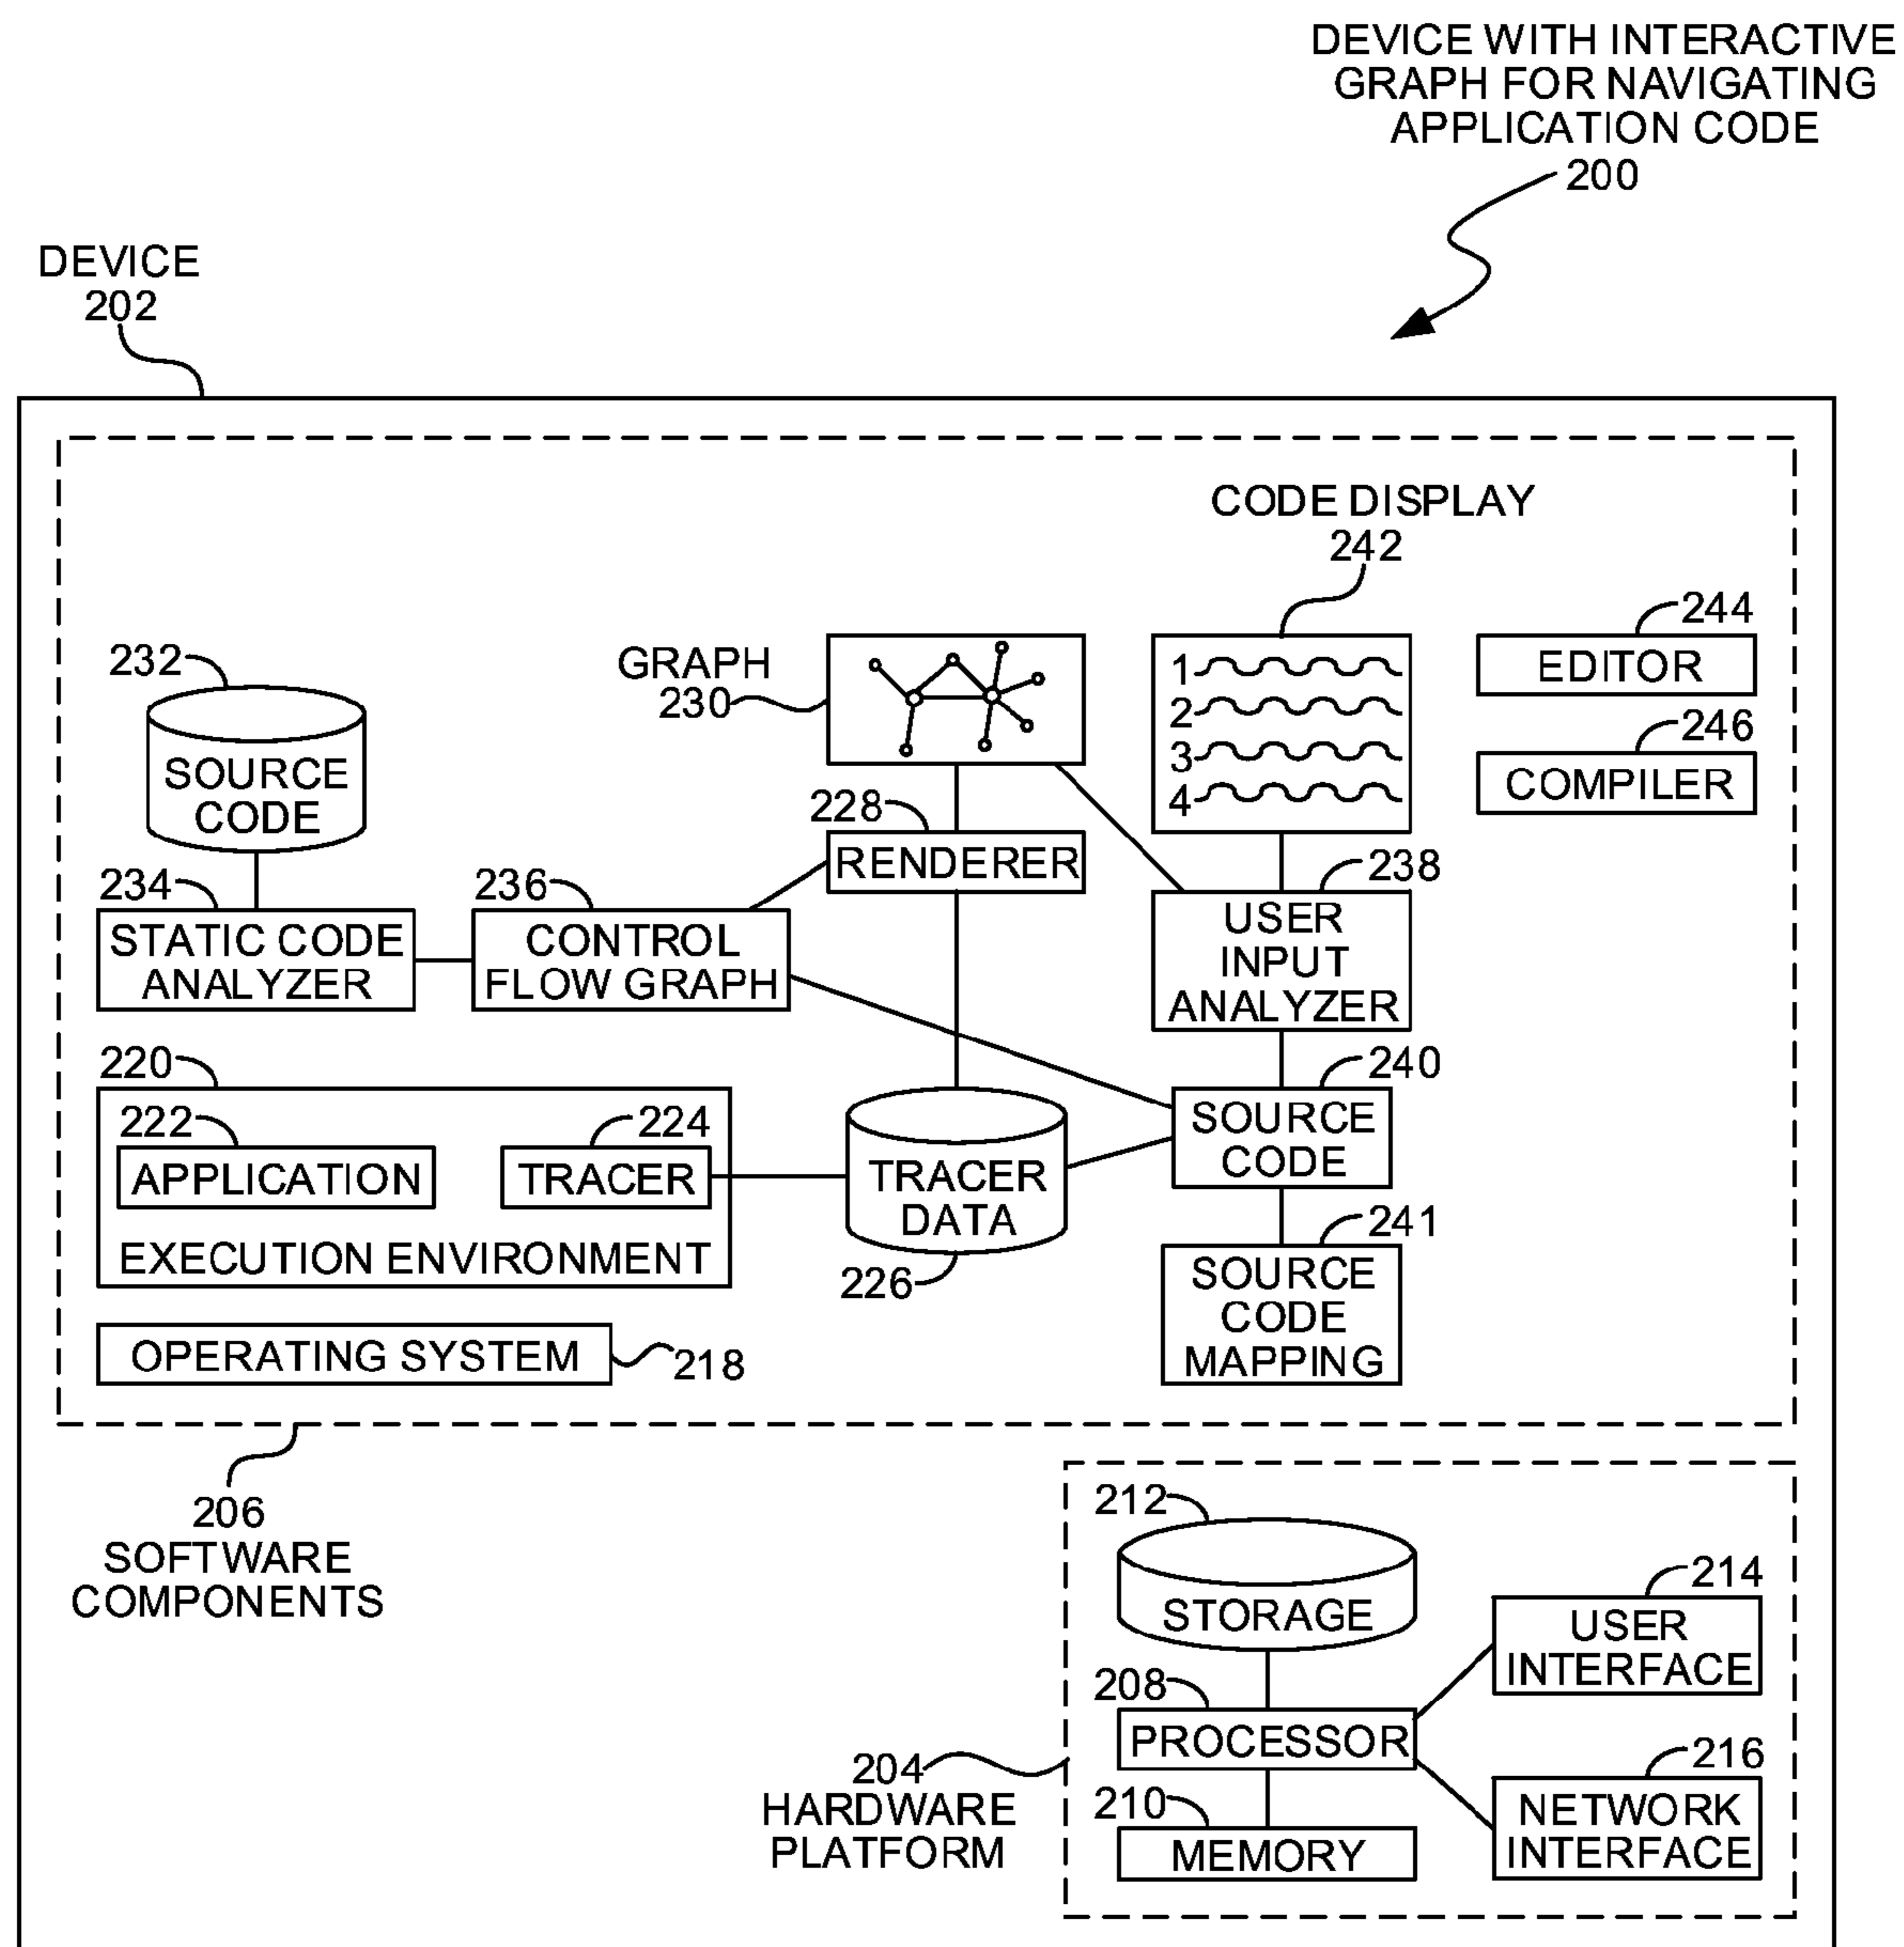 DEVICE WITH INTERACTIVE
GRAPH FOR NAVIGATING
APPLICATION CODE
200
DEVICE
202
CODE DISPLAY
242
244
EDITOR
246
COMPILER
232
SOURCE
CODE
GRAPH
230
1
2
3
4
228
RENDERER
238
USER
INPUT
ANALYZER
234
STATIC CODE
ANALYZER
236
CONTROL
FLOW GRAPH
220
222
APPLICATION
224
TRACER
EXECUTION ENVIRONMENT
TRACER
DATA
226
240
SOURCE
CODE
241
SOURCE
CODE
MAPPING
OPERATING SYSTEM
218
206
SOFTWARE
COMPONENTS
212
STORAGE
214
USER
INTERFACE
208
PROCESSOR
204
HARDWARE
PLATFORM
210
MEMORY
216
NETWORK
INTERFACE